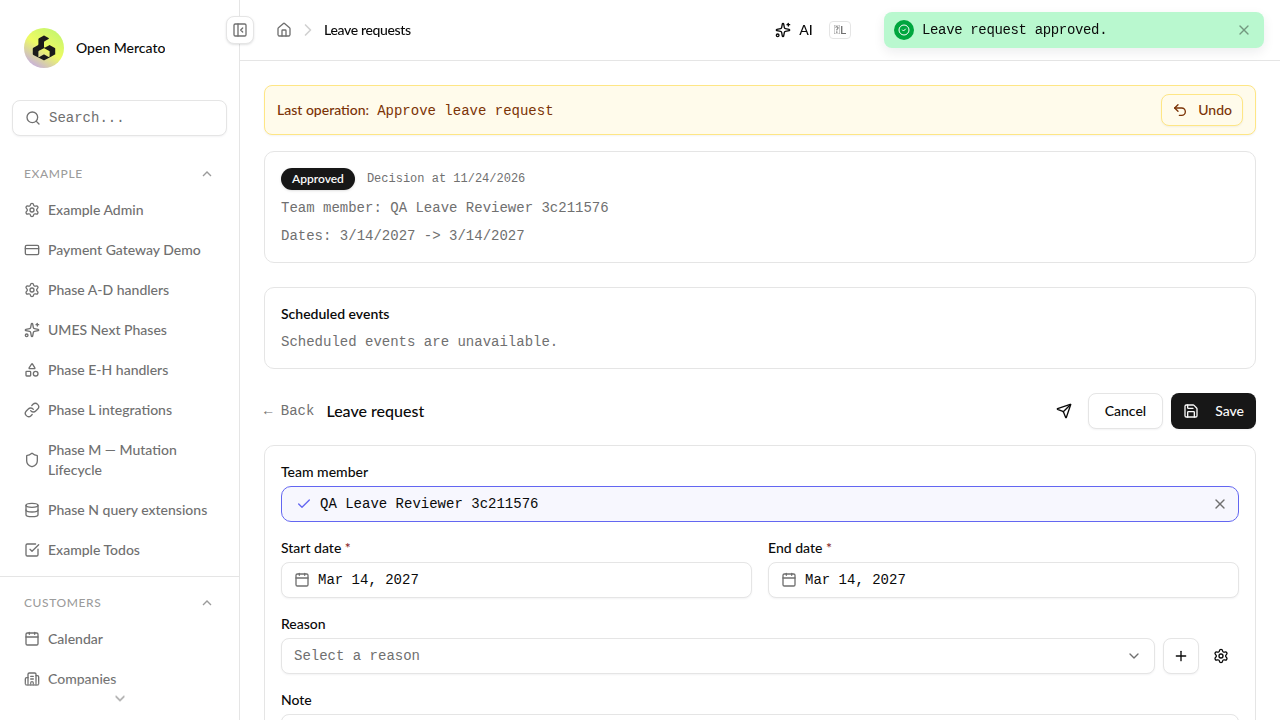 Open Mercato
Search...
EXAMPLE
Example Admin
Payment Gateway Demo
Phase A-D handlers
UMES Next Phases
Phase E-H handlers
Phase L integrations
Phase M — Mutation
Lifecycle
Phase N query extensions
Example Todos
CUSTOMERS
Calendar
Companies
Leave requests
AI
L
Leave request approved.
Last operation: Approve leave request
Undo
Approved
Decision at 11/24/2026
Team member: QA Leave Reviewer 3c211576
Dates: 3/14/2027 -> 3/14/2027
Scheduled events
Scheduled events are unavailable.
← Back
Leave request
Cancel
Save
Team member
QA Leave Reviewer 3c211576
Start date *
End date *
Mar 14, 2027
Mar 14, 2027
Reason
Select a reason
Note